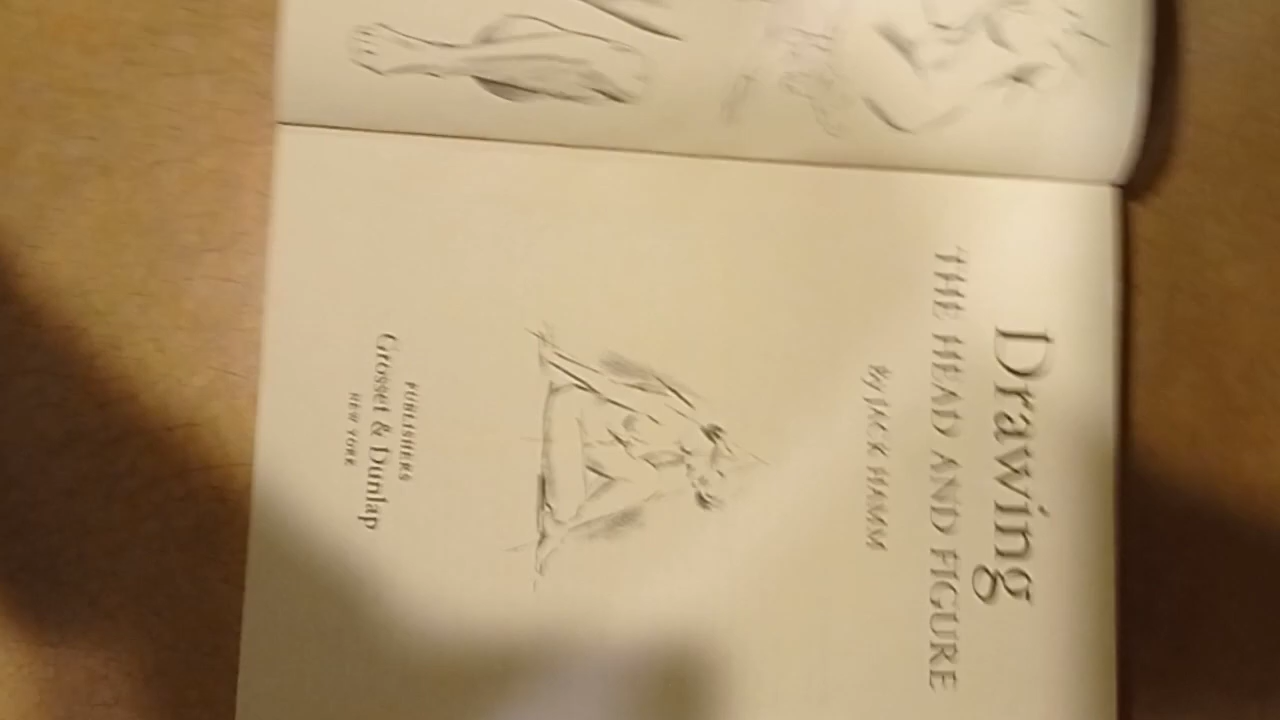 Drawing
THE HEAD AND FIGURE
By JACK HAMM
PUBLISHERS
Grosset & Dunlap
NEW YORK